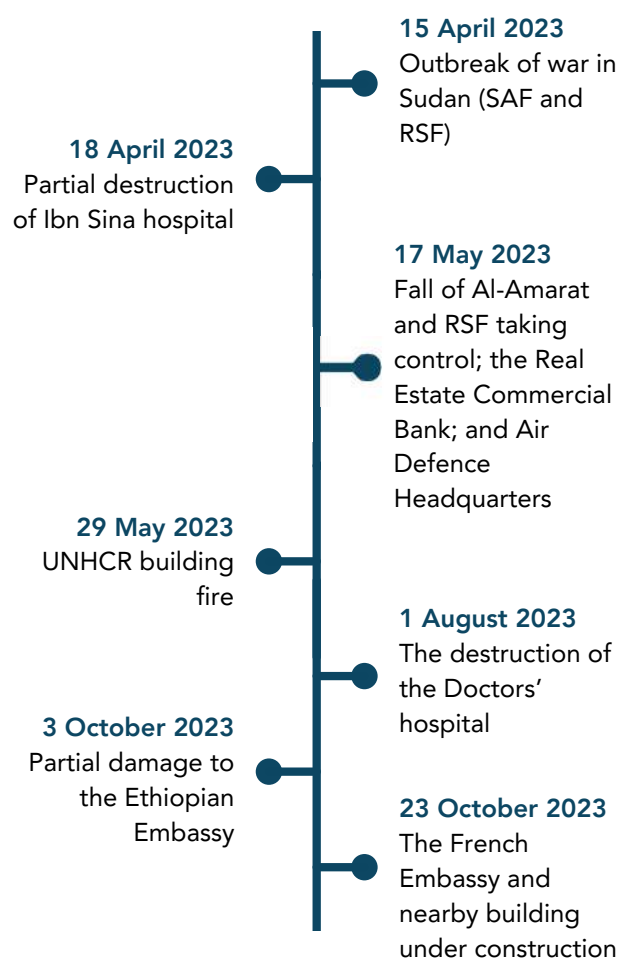 15 April 2023
Outbreak of war in
Sudan (SAF and
RSF)
18 April 2023
Partial destruction
of Ibn Sina hospital
17 May 2023
Fall of Al-Amarat
and RSF taking
control; the Real
Estate Commercial
Bank; and Air
Defence
Headquarters
29 May 2023
UNHCR building
fire
1 August 2023
The destruction of
the Doctors’
hospital
3 October 2023
Partial damage to
the Ethiopian
Embassy
23 October 2023
The French
Embassy and
nearby building
under construction